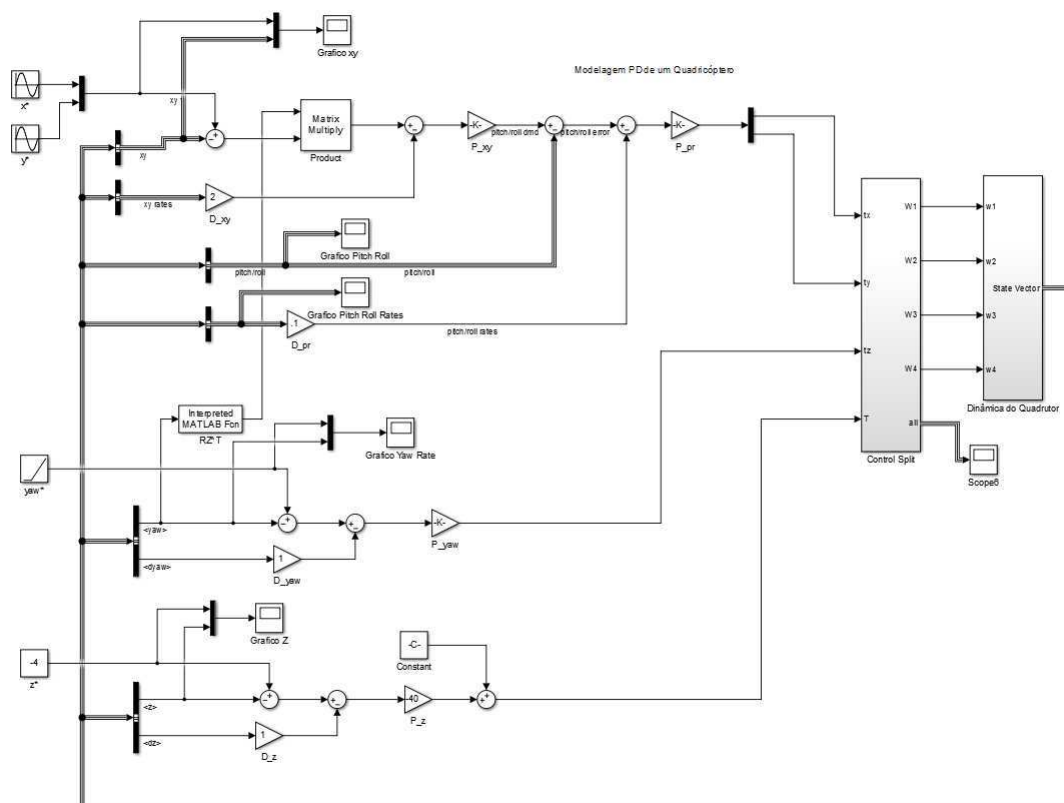 Grafico xy
Modelagem PD de um Quadricóptero
x*
xy
y*
Matrix
Multiply
Product
-K-
P_xy
pitch/roll dmd
pitch/roll error
-K-
P_pr
xy
xy rates
2
D_xy
Grafico Pitch Roll
pitch/roll
pitch/roll
Grafico Pitch Roll Rates
.1
D_pr
pitch/roll rates
tx
ty
tz
T
W1
W2
W3
W4
all
Control Split
w1
w2
w3
w4
State Vector
Dinâmica do Quadrutor
Scope6
Interpreted
MATLAB Fcn
RZ^T
Grafico Yaw Rate
yaw*
<yaw>
<dyaw>
1
D_yaw
-K-
P_yaw
Grafico Z
-4
z*
-C-
Constant
<z>
<dz>
1
D_z
-40
P_z